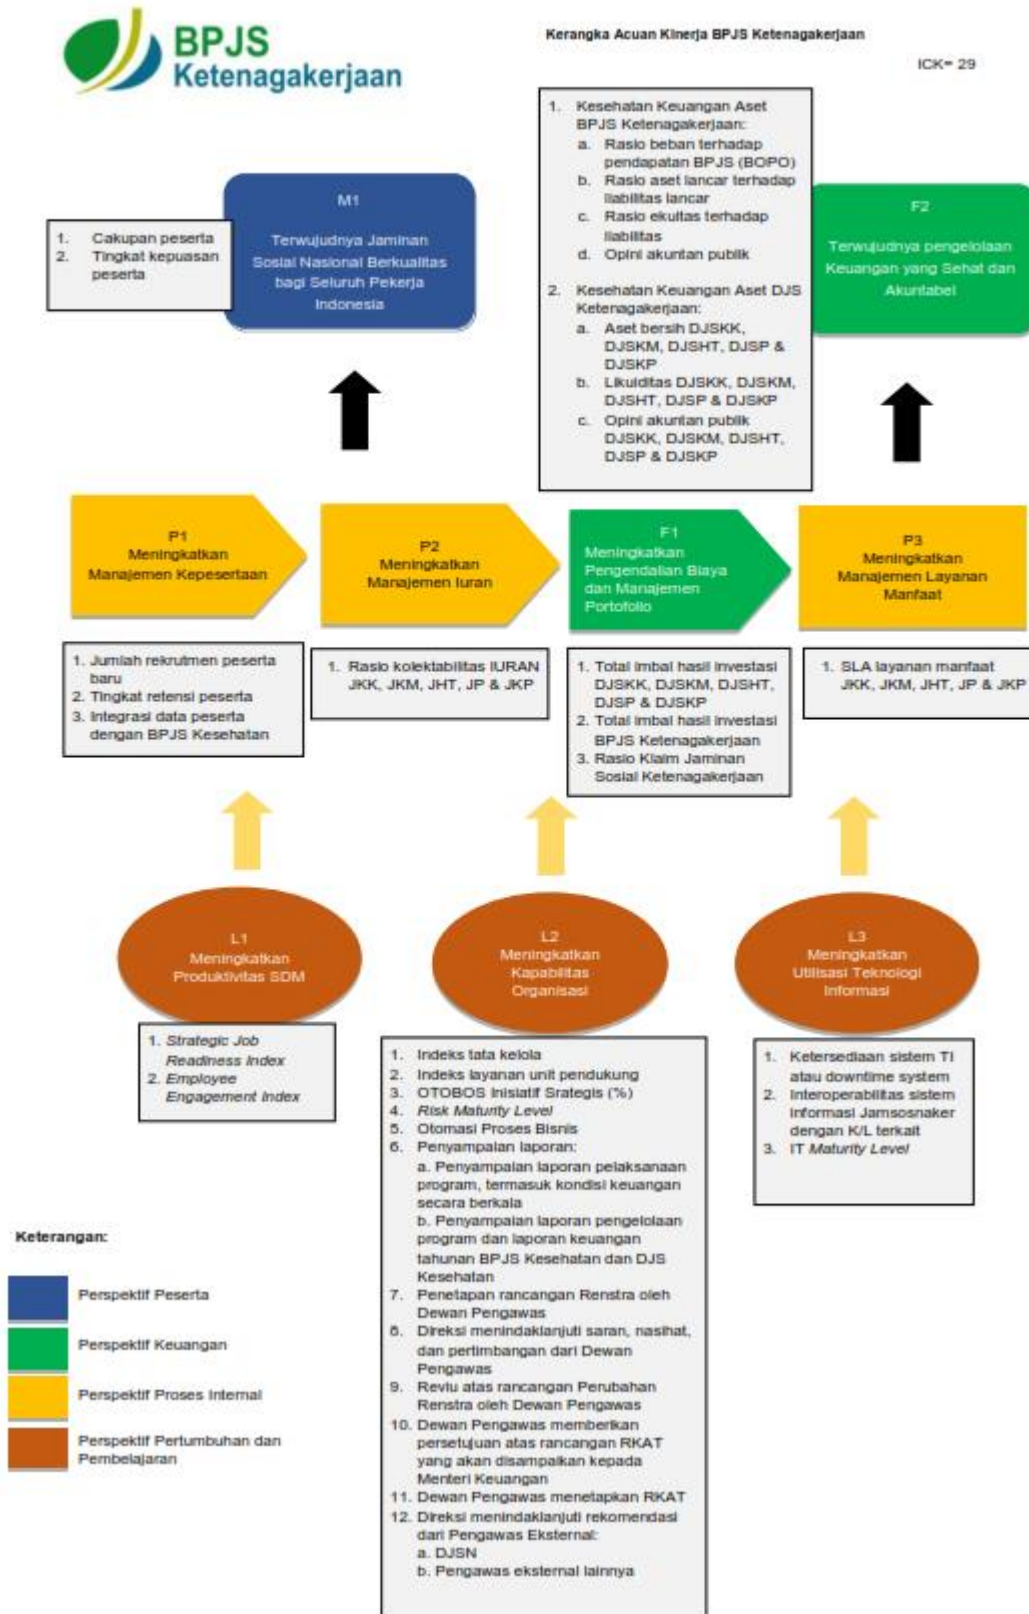 BPJS
Ketenagakerjaan
Kerangka Acuan Kinerja BPJS Ketenagakerjaan
ICK= 29
1. Kesehatan Keuangan Aset
BPJS Ketenagakerjaan:
a. Rasio beban terhadap
pendapatan BPJS (BOPO)
b. Rasio aset lancar terhadap
liabilitas lancar
c. Rasio ekuitas terhadap
liabilitas
d. Opini akuntan publik
2. Kesehatan Keuangan Aset DJS
Ketenagakerjaan:
a. Aset bersih DJSKK,
DJSKM, DJSHT, DJSP &
DJSKP
b. Likuiditas DJSKK, DJSKM,
DJSHT, DJSP & DJSKP
c. Opini akuntan publik
DJSKK, DJSKM, DJSHT,
DJSP & DJSKP
1. Cakupan peserta
2. Tingkat kepuasan
peserta
M1
Terwujudnya Jaminan
Sosial Nasional Berkualitas
bagi Seluruh Pekerja
Indonesia
F2
Terwujudnya pengelolaan
Keuangan yang Sehat dan
Akuntabel
P1
Meningkatkan
Manajemen Kepesertaan
P2
Meningkatkan
Manajemen Iuran
F1
Meningkatkan
Pengendalian Biaya
dan Manajemen
Portofolio
P3
Meningkatkan
Manajemen Layanan
Manfaat
1. Jumlah rekrutmen peserta
baru
2. Tingkat retensi peserta
3. Integrasi data peserta
dengan BPJS Kesehatan
1. Rasio kolektabilitas IURAN
JKK, JKM, JHT, JP & JKP
1. Total imbal hasil investasi
DJSKK, DJSKM, DJSHT,
DJSP & DJSKP
2. Total imbal hasil investasi
BPJS Ketenagakerjaan
3. Rasio Klaim Jaminan
Sosial Ketenagakerjaan
1. SLA layanan manfaat
JKK, JKM, JHT, JP & JKP
L1
Meningkatkan
Produktivitas SDM
L2
Meningkatkan
Kapabilitas
Organisasi
L3
Meningkatkan
Utilisasi Teknologi
Informasi
1. Strategic Job
Readiness Index
2. Employee
Engagement Index
1. Indeks tata kelola
2. Indeks layanan unit pendukung
3. OTOBOS Inisiatif Srategis (%)
4. Risk Maturity Level
5. Otomasi Proses Bisnis
6. Penyampaian laporan:
a. Penyampaian laporan pelaksanaan
program, termasuk kondisi keuangan
secara berkala
b. Penyampaian laporan pengelolaan
program dan laporan keuangan
tahunan BPJS Kesehatan dan DJS
Kesehatan
7. Penetapan rancangan Renstra oleh
Dewan Pengawas
8. Direksi menindaklanjuti saran, nasihat,
dan pertimbangan dari Dewan
Pengawas
9. Reviu atas rancangan Perubahan
Renstra oleh Dewan Pengawas
10. Dewan Pengawas memberikan
persetujuan atas rancangan RKAT
yang akan disampaikan kepada
Menteri Keuangan
11. Dewan Pengawas menetapkan RKAT
12. Direksi menindaklanjuti rekomendasi
dari Pengawas Eksternal:
a. DJSN
b. Pengawas eksternal lainnya
1. Ketersediaan sistem TI
atau downtime system
2. Interoperabilitas sistem
informasi Jamsosnaker
dengan K/L terkait
3. IT Maturity Level
Keterangan:
Perspektif Peserta
Perspektif Keuangan
Perspektif Proses Internal
Perspektif Pertumbuhan dan
Pembelajaran